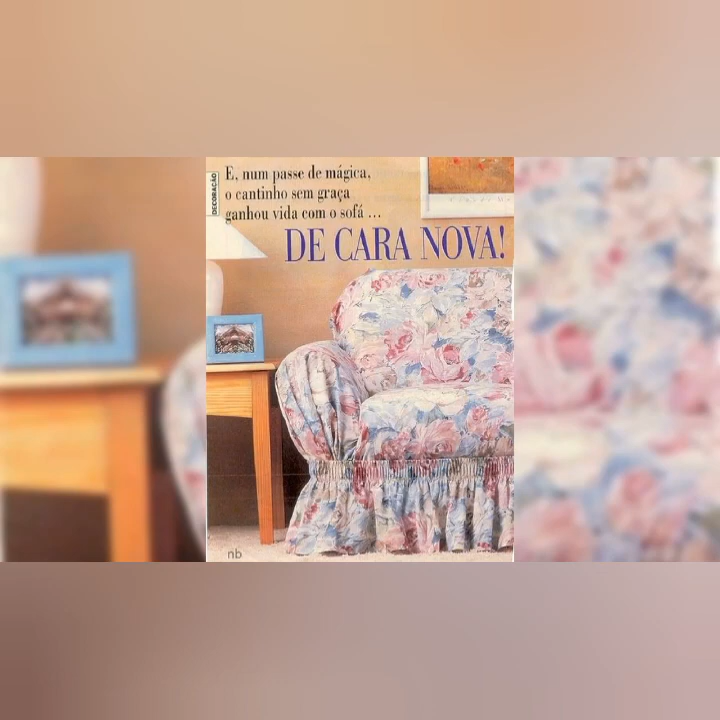 DECORAÇÃO
E, num passe de mágica,
o cantinho sem graça
ganhou vida com o sofá ...
DE CARA NOVA!
nb